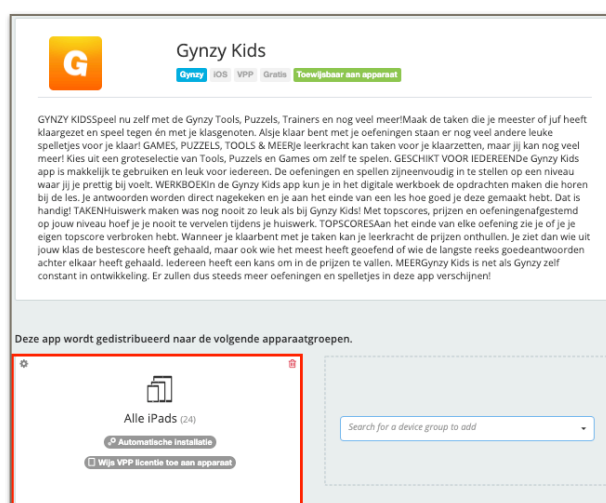 G
Gynzy Kids
Gynzy iOS VPP Gratis Toewijsbaar aan apparaat
GYNZY KIDSSpeel nu zelf met de Gynzy Tools, Puzzels, Trainers en nog veel meer!Maak de taken die je meester of juf heeft
klaargezet en speel tegen én met je klasgenoten. Alsje klaar bent met je oefeningen staan er nog veel andere leuke
spelletjes voor je klaar! GAMES, PUZZELS, TOOLS & MEERJe leerkracht kan taken voor je klaarzetten, maar jij kan nog veel
meer! Kies uit een groteselectie van Tools, Puzzels en Games om zelf te spelen. GESCHIKT VOOR IEDEREENDe Gynzy Kids
app is makkelijk te gebruiken en leuk voor iedereen. De oefeningen en spellen zijneenvoudig in te stellen op een niveau
waar jij je prettig bij voelt. WERKBOEKIn de Gynzy Kids app kun je in het digitale werkboek de opdrachten maken die horen
bij de les. Je antwoorden worden direct nagekeken en je aan het einde van een les hoe goed je deze gemaakt hebt. Dat is
handig! TAKENHuiswerk maken was nog nooit zo leuk als bij Gynzy Kids! Met topscores, prijzen en oefeningenafgestemd
op jouw niveau hoef je je nooit te vervelen tijdens je huiswerk. TOPSCORESAan het einde van elke oefening zie je of je je
eigen topscore verbroken hebt. Wanneer je klaarbent met je taken kan je leerkracht de prijzen onthullen. Je ziet dan wie uit
jouw klas de bestescore heeft gehaald, maar ook wie het meest heeft geoefend of wie de langste reeks goedeantwoorden
achter elkaar heeft gehaald. Iedereen heeft een kans om in de prijzen te vallen. MEERGynzy Kids is net als Gynzy zelf
constant in ontwikkeling. Er zullen dus steeds meer oefeningen en spelletjes in deze app verschijnen!
Deze app wordt gedistribueerd naar de volgende apparaatgroepen.
Alle iPads (24)
Automatische installatie
Wijs VPP licentie toe aan apparaat
Search for a device group to add